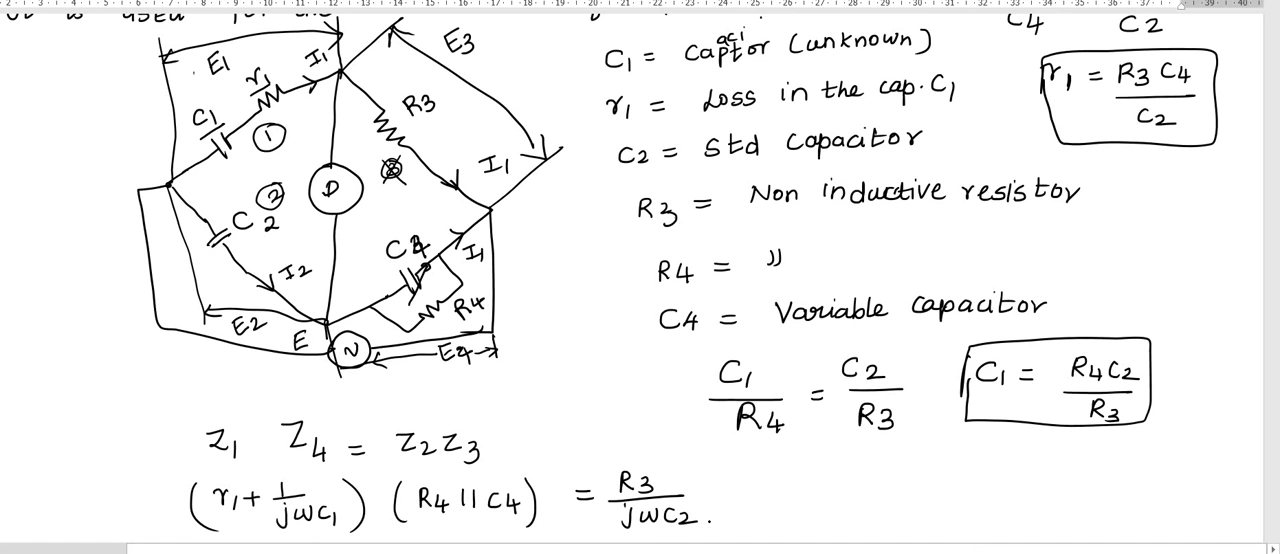 E1
I1
E3
r1
C1
1
R3
I1
2
D
C2
C4
I1
I2
R4
E2
E
N
E4
C4 C2
C1 = Capacitor (unknown)
r1 = Loss in the cap. C1
r1 = R3 C4 / C2
C2 = Std Capacitor
R3 = Non inductive resistor
R4 = "
C4 = Variable capacitor
C1 / R4 = C2 / R3
C1 = R4 C2 / R3
Z1 Z4 = Z2 Z3
(r1 + 1/jωC1) (R4 || C4) = R3 / jωC2.